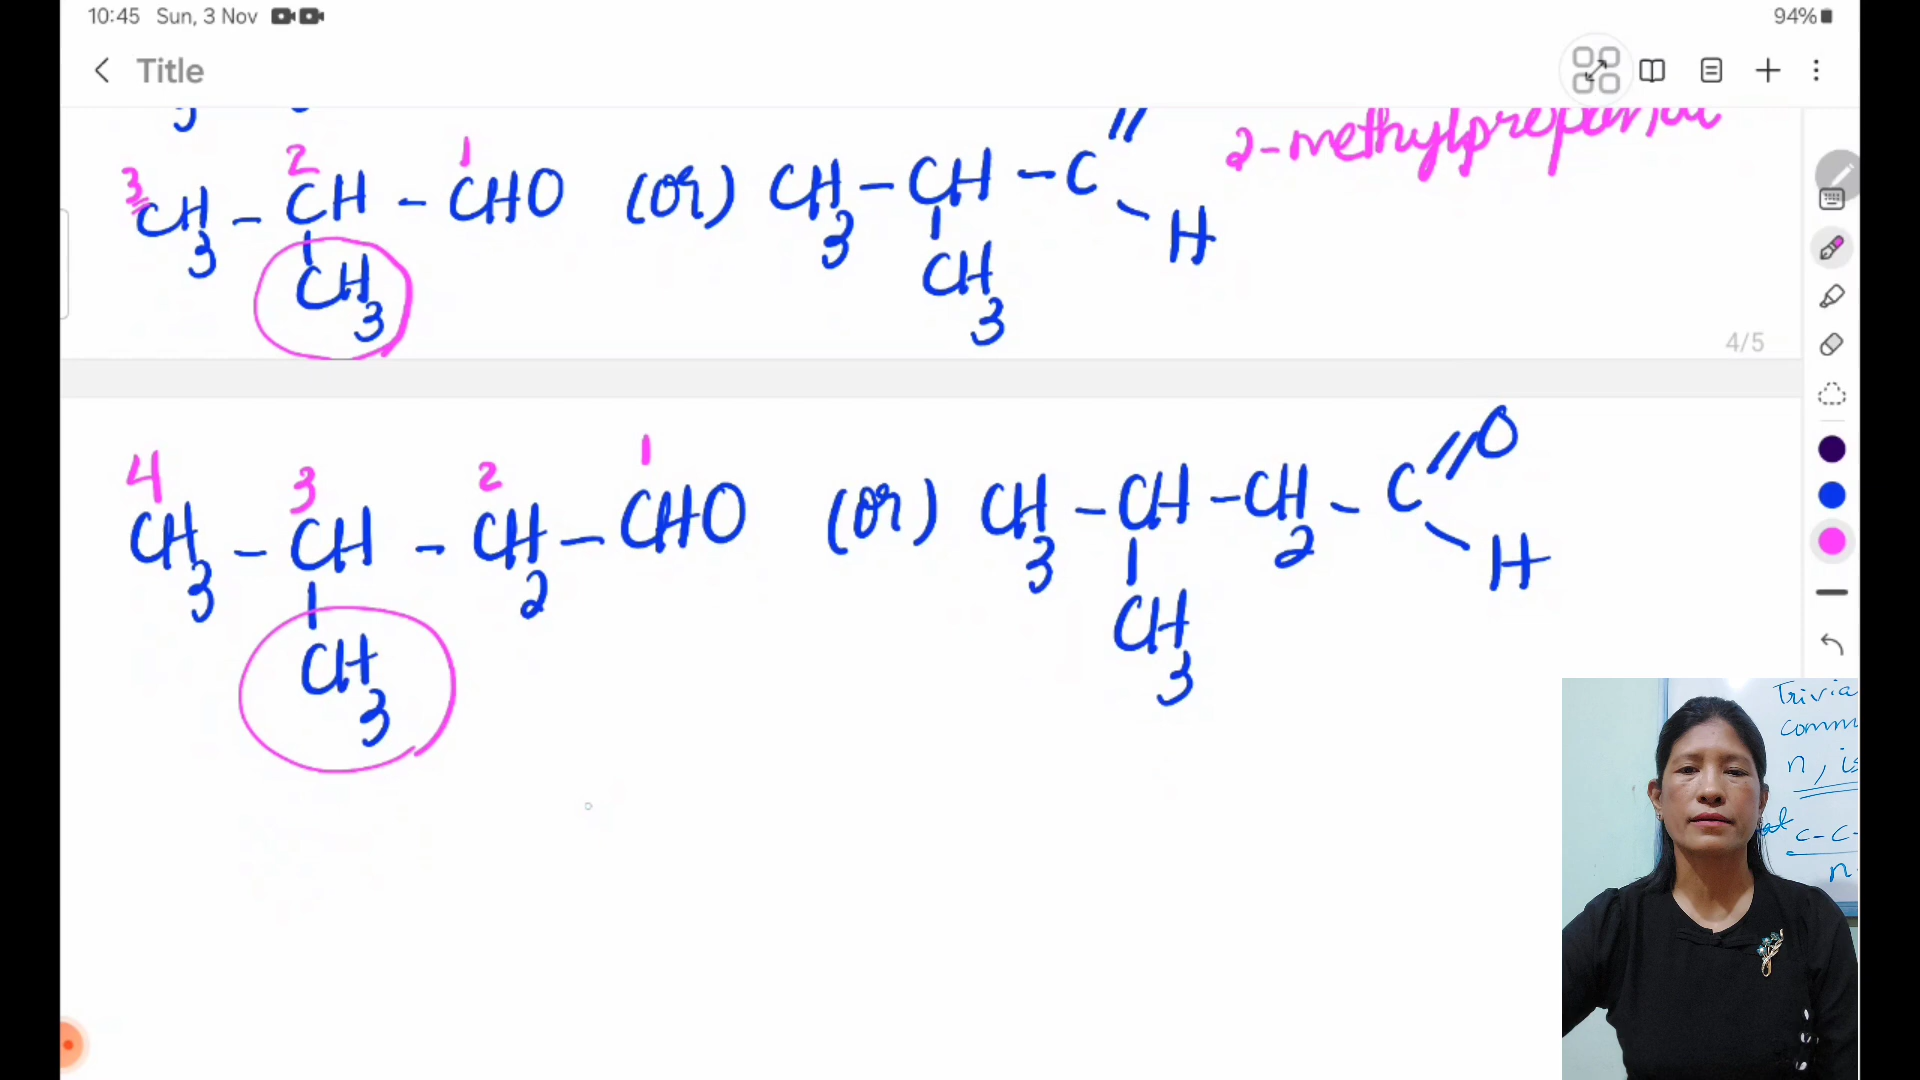 10:45 Sun, 3 Nov 94%
Title
2-methylpropanal
3 2 1
CH3 - CH - CHO (or) CH3 - CH - C
H
CH3 CH3
4/5
4 3 2 1
CH3 - CH - CH2 - CHO (or) CH3 - CH - CH2 - C =O
H
CH3 CH3
Trivia
comm
n, is
C-C-
n